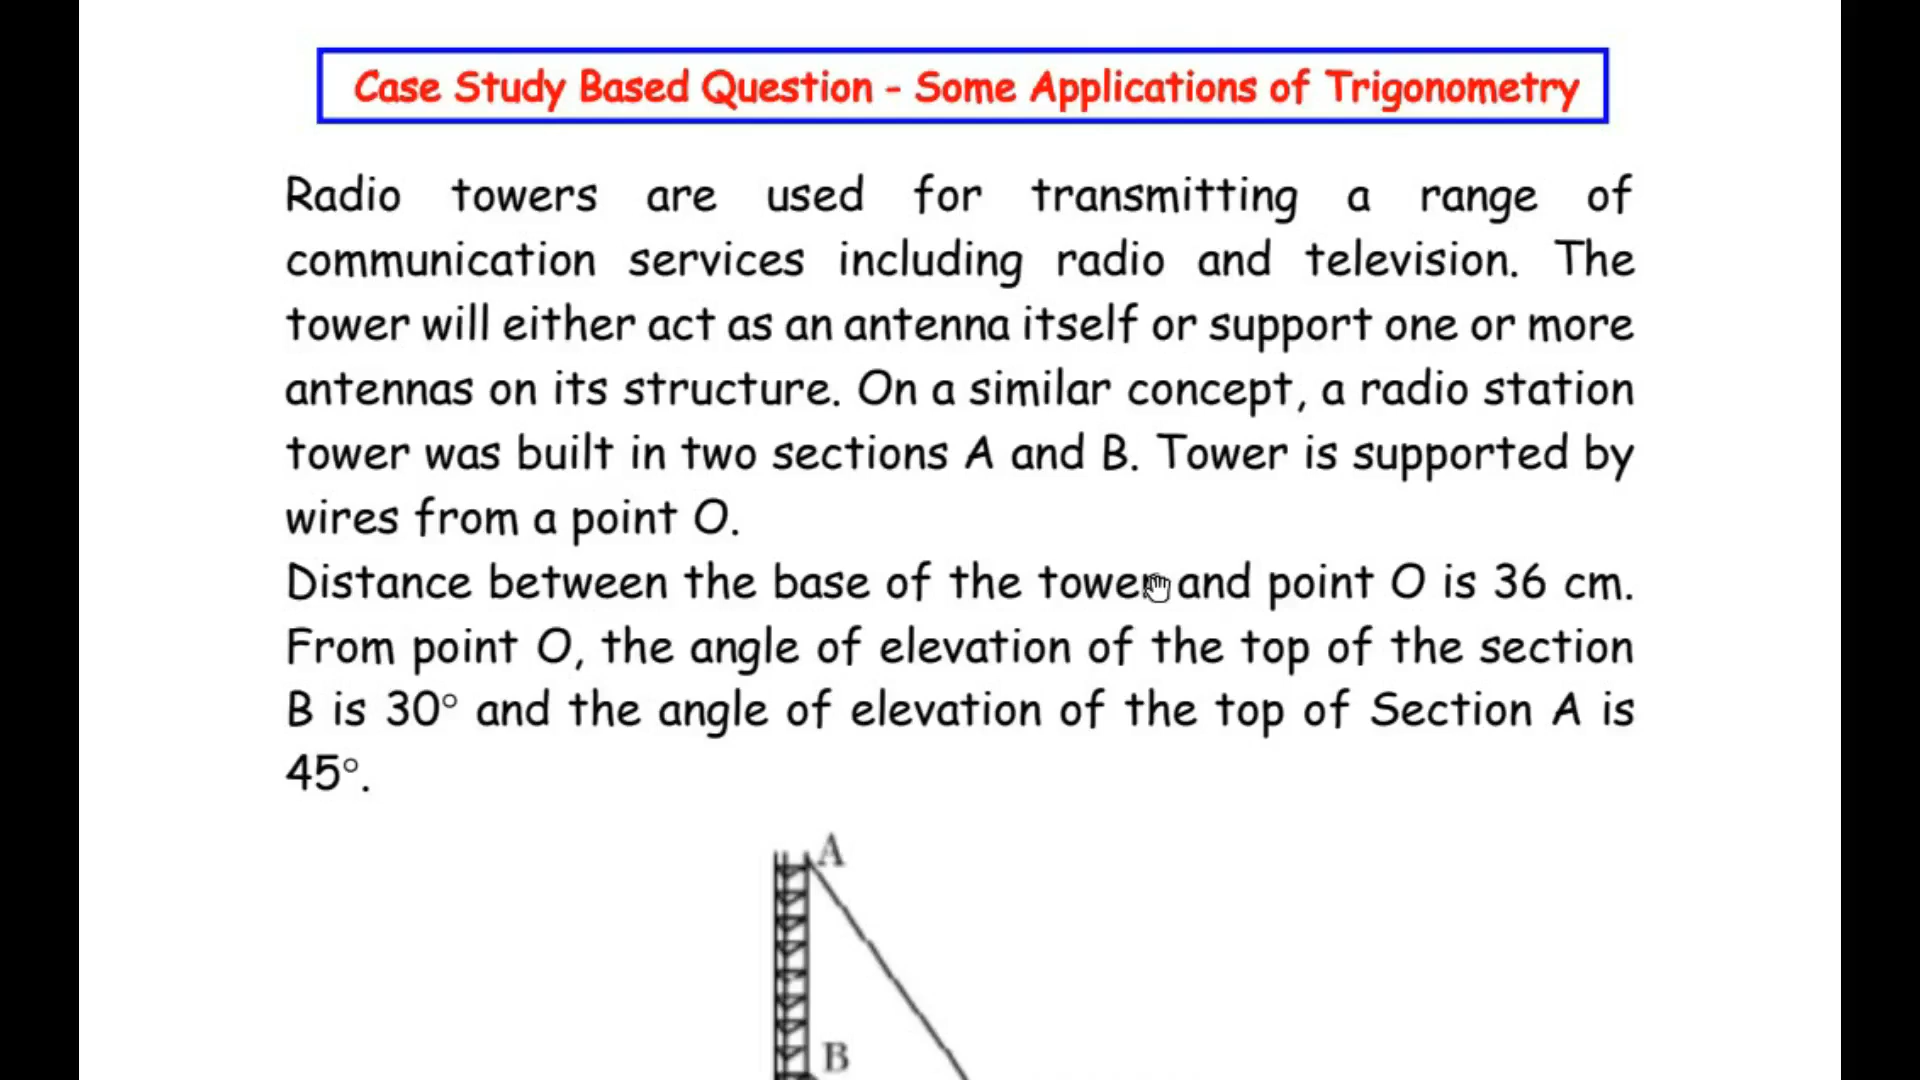 Case Study Based Question - Some Applications of Trigonometry
Radio towers are used for transmitting a range of
communication services including radio and television. The
tower will either act as an antenna itself or support one or more
antennas on its structure. On a similar concept, a radio station
tower was built in two sections A and B. Tower is supported by
wires from a point O.
Distance between the base of the tower and point O is 36 cm.
From point O, the angle of elevation of the top of the section
B is 30° and the angle of elevation of the top of Section A is
45°.
A
B